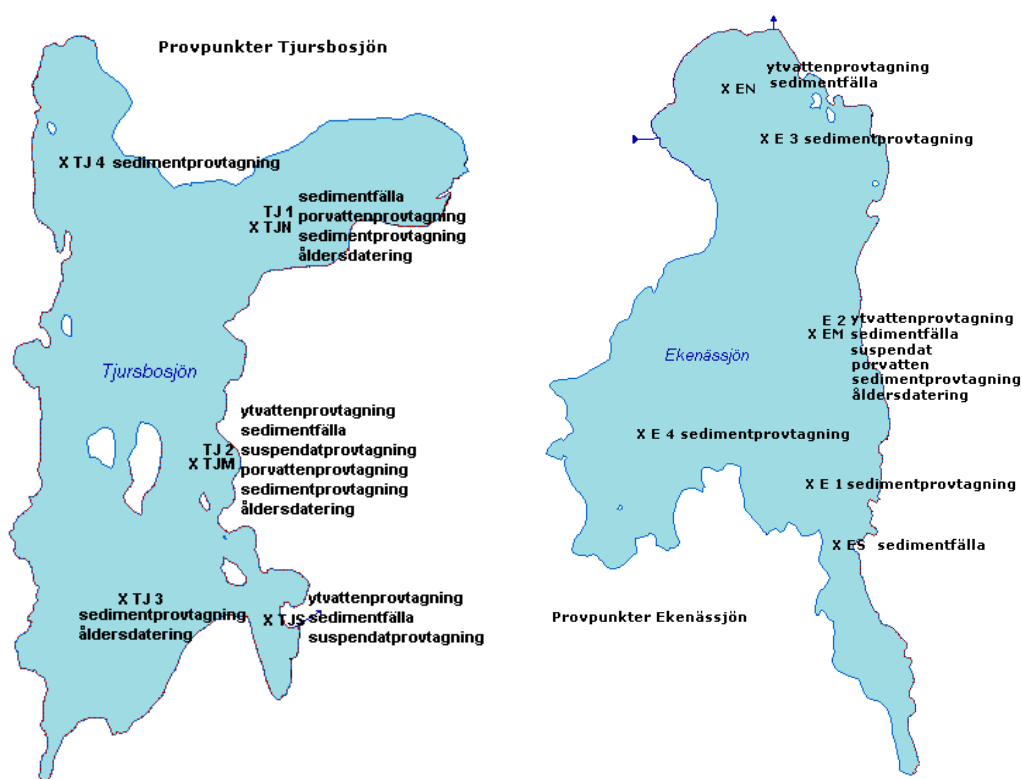 Provpunkter Tjursbosjön
X TJ 4 sedimentprovtagning
TJ 1
X TJN
sedimentfälla
porvattenprovtagning
sedimentprovtagning
åldersdatering
Tjursbosjön
TJ 2
X TJM
ytvattenprovtagning
sedimentfälla
suspendatprovtagning
porvattenprovtagning
sedimentprovtagning
åldersdatering
X TJ 3
sedimentprovtagning
åldersdatering
X TJS
ytvattenprovtagning
sedimentfälla
suspendatprovtagning
X EN
ytvattenprovtagning
sedimentfälla
X E 3 sedimentprovtagning
E 2
X EM
ytvattenprovtagning
sedimentfälla
suspendat
porvatten
sedimentprovtagning
åldersdatering
Ekenässjön
X E 4 sedimentprovtagning
X E 1 sedimentprovtagning
X ES sedimentfälla
Provpunkter Ekenässjön